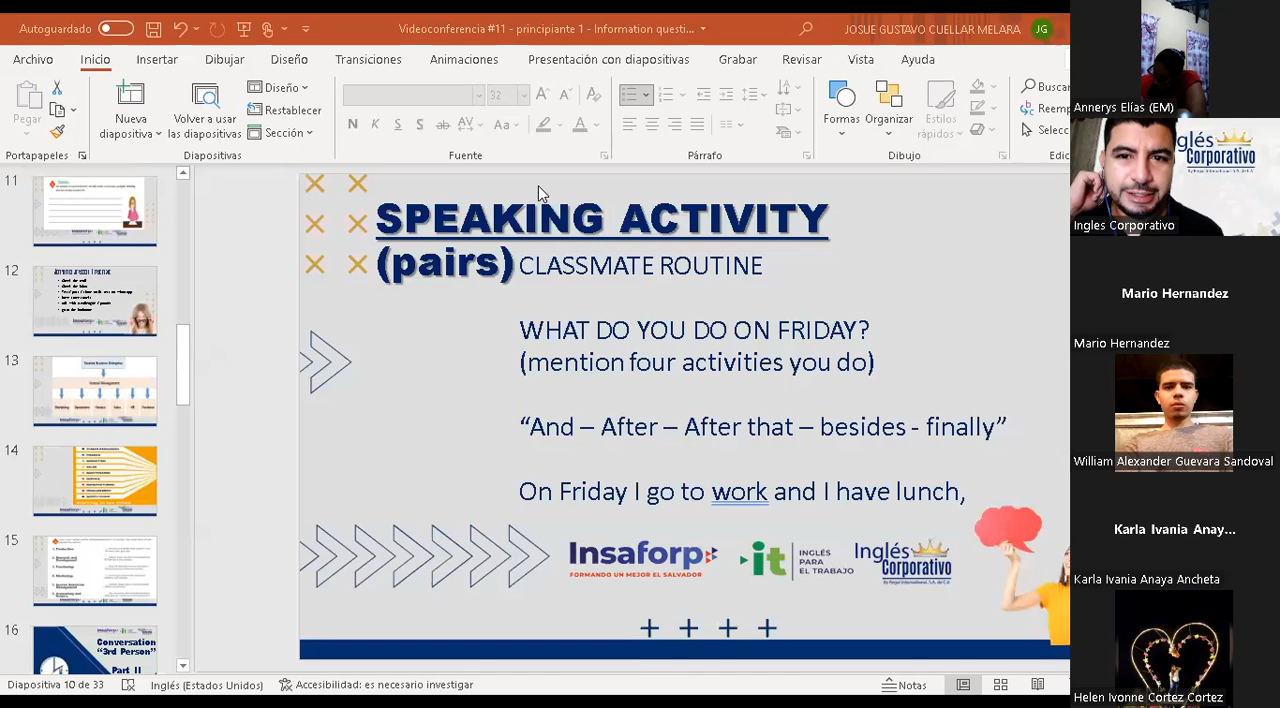 Autoguardado
Videoconferencia #11 - principiante 1 - Information questi...
JOSUE GUSTAVO CUELLAR MELARA
JG
Archivo
Inicio
Insertar
Dibujar
Diseño
Transiciones
Animaciones
Presentación con diapositivas
Grabar
Revisar
Vista
Ayuda
Pegar
Nueva
diapositiva
Volver a usar
las diapositivas
Diseño
Restablecer
Sección
32
Formas
Organizar
Estilos
rápidos
Buscar
Reemp
Selecc
Portapapeles
Diapositivas
Fuente
Párrafo
Dibujo
Edic
11
12
13
14
15
16
Conversation
"3rd Person"
Part II
SPEAKING ACTIVITY
(pairs) CLASSMATE ROUTINE
WHAT DO YOU DO ON FRIDAY?
(mention four activities you do)
“And – After – After that – besides - finally”
On Friday I go to work and I have lunch,
Insaforp
FORMANDO UN MEJOR EL SALVADOR
it
INGLÉS
PARA
EL TRABAJO
Inglés
Corporativo
Diapositiva 10 de 33
Inglés (Estados Unidos)
Accesibilidad: es necesario investigar
Notas
Annerys Elías (EM)
glés
Corporativo
Ingles Corporativo
Mario Hernandez
Mario Hernandez
William Alexander Guevara Sandoval
Karla Ivania Anay...
Karla Ivania Anaya Ancheta
Helen Ivonne Cortez Cortez